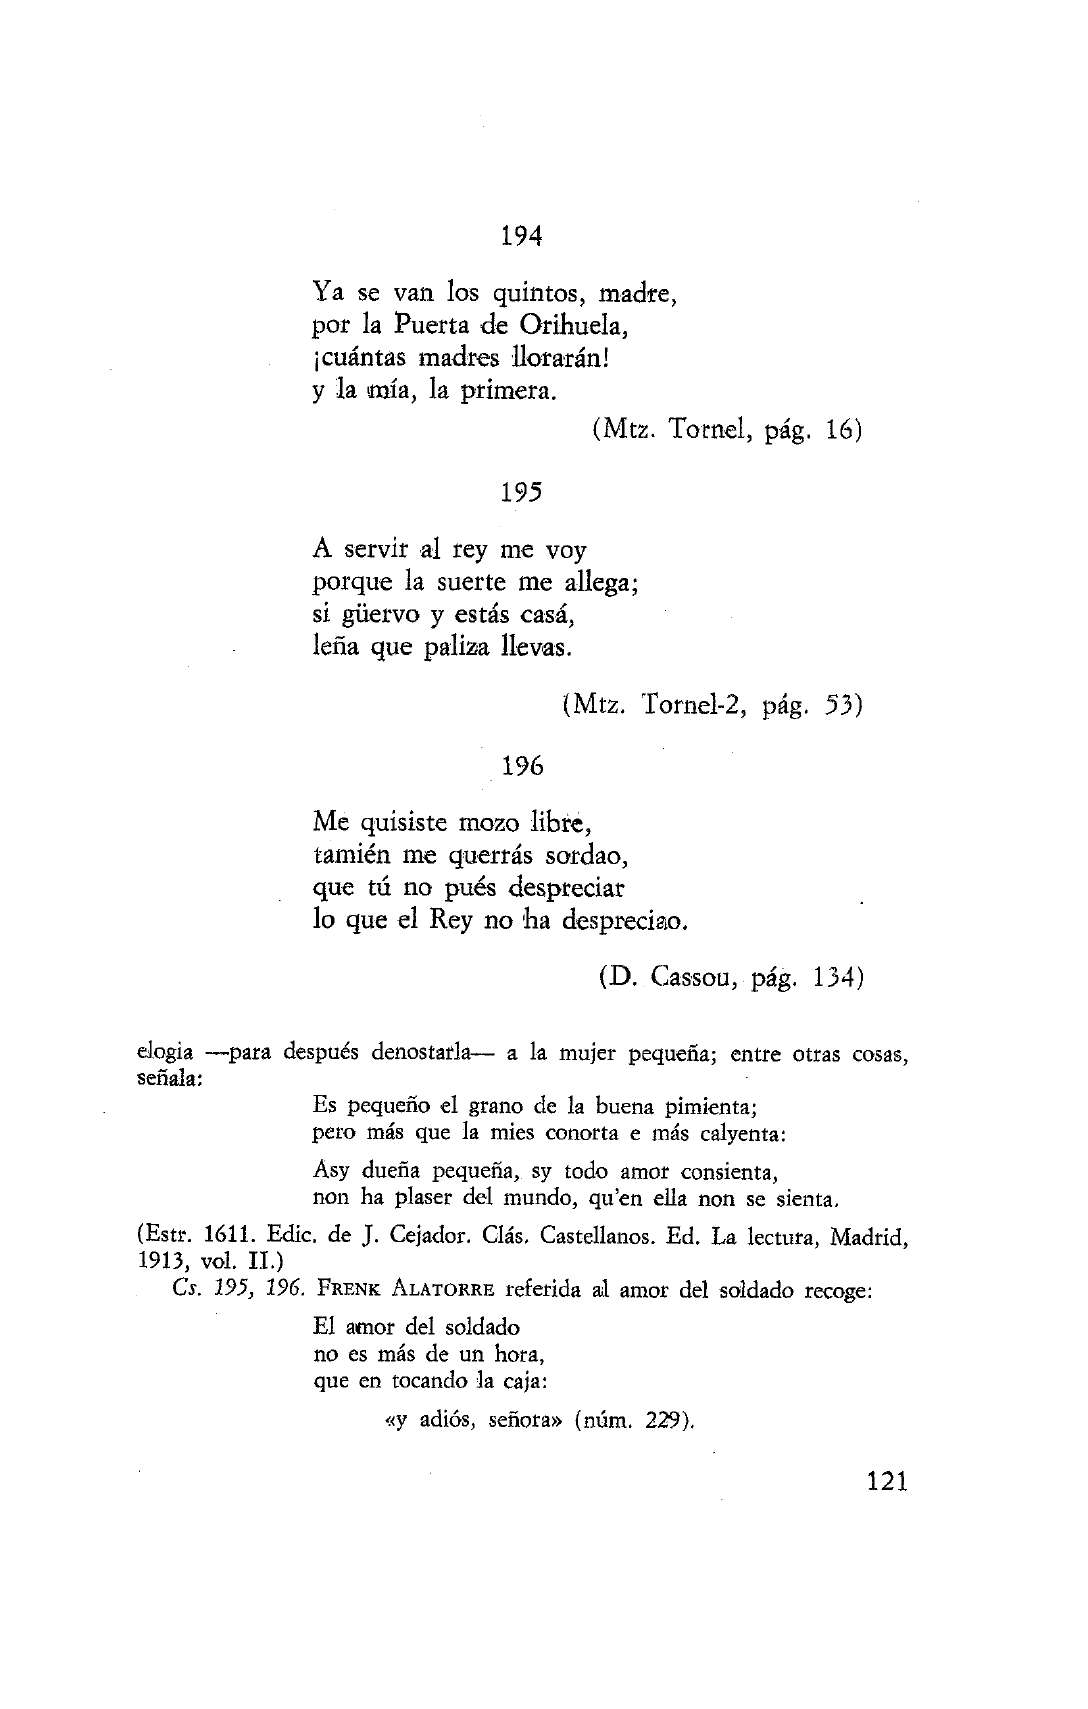 194
Ya se van los quintos, madre,
por la Puerta de Orihuela,
¡cuántas madres llorarán!
y la mía, la primera.
(Mtz. Tornel, pág. 16)
195
A servir al rey me voy
porque la suerte me allega;
si güervo y estás casá,
leña que paliza llevas.
(Mtz. Tornel-2, pág. 53)
196
Me quisiste mozo libre,
tamién me querrás sordao,
que tú no pués despreciar
lo que el Rey no ha despreciao.
(D. Cassou, pág. 134)
elogia —para después denostarla— a la mujer pequeña; entre otras cosas,
señala:
Es pequeño el grano de la buena pimienta;
pero más que la mies conorta e más calyenta:
Asy dueña pequeña, sy todo amor consienta,
non ha plaser del mundo, qu'en ella non se sienta.
(Estr. 1611. Edic. de J. Cejador. Clás. Castellanos. Ed. La lectura, Madrid,
1913, vol. II.)
Cs. 195, 196. FRENK ALATORRE referida al amor del soldado recoge:
El amor del soldado
no es más de un hora,
que en tocando la caja:
«y adiós, señora» (núm. 229).
121